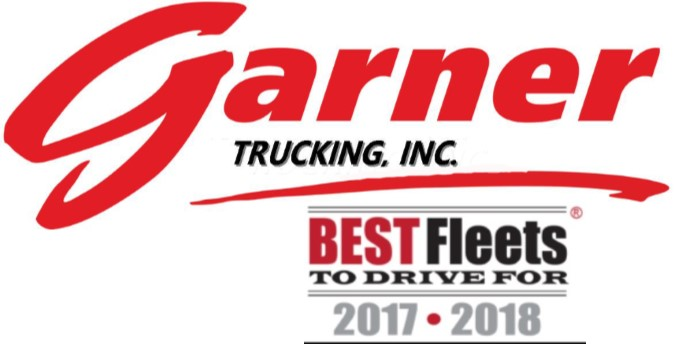 Garner
TRUCKING, INC.
BEST Fleets®
TO DRIVE FOR
2017 • 2018